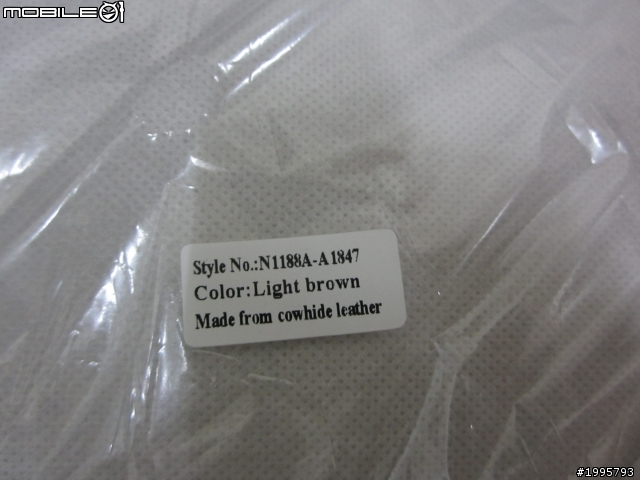 MOBILE01
Style No.:N1188A-A1847
Color:Light brown
Made from cowhide leather
#1995793